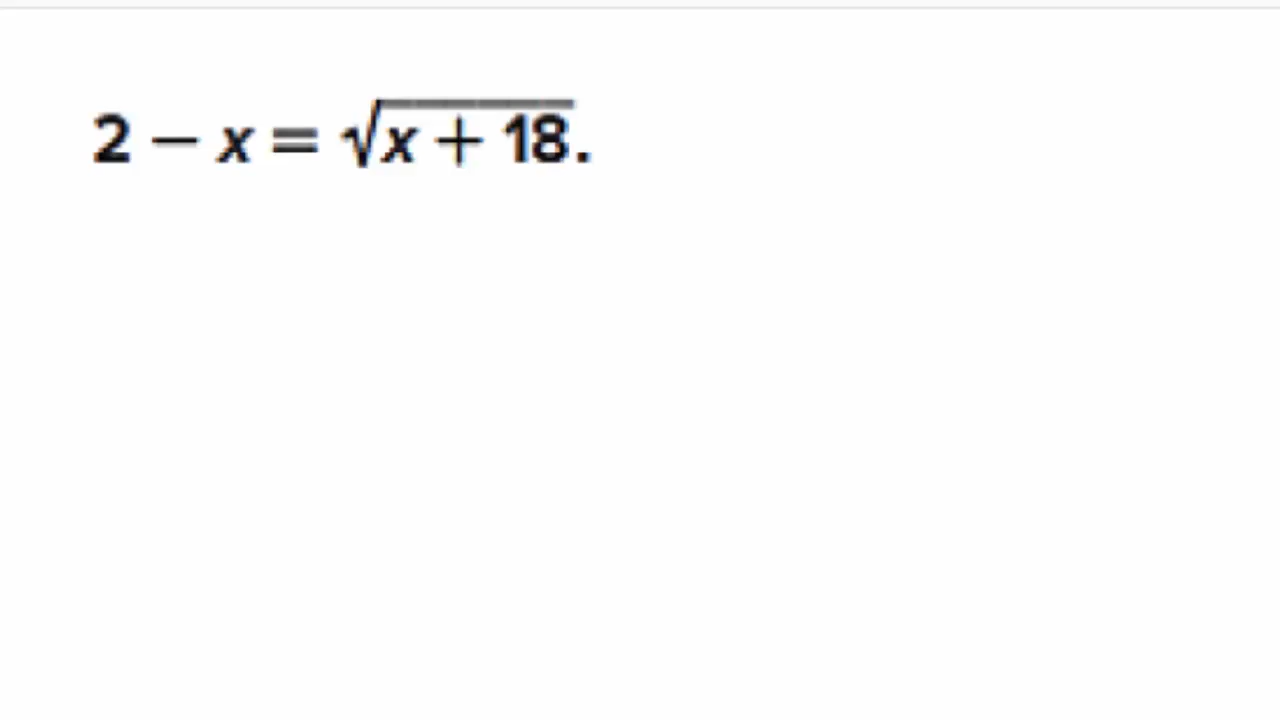 2 − x = √x + 18.